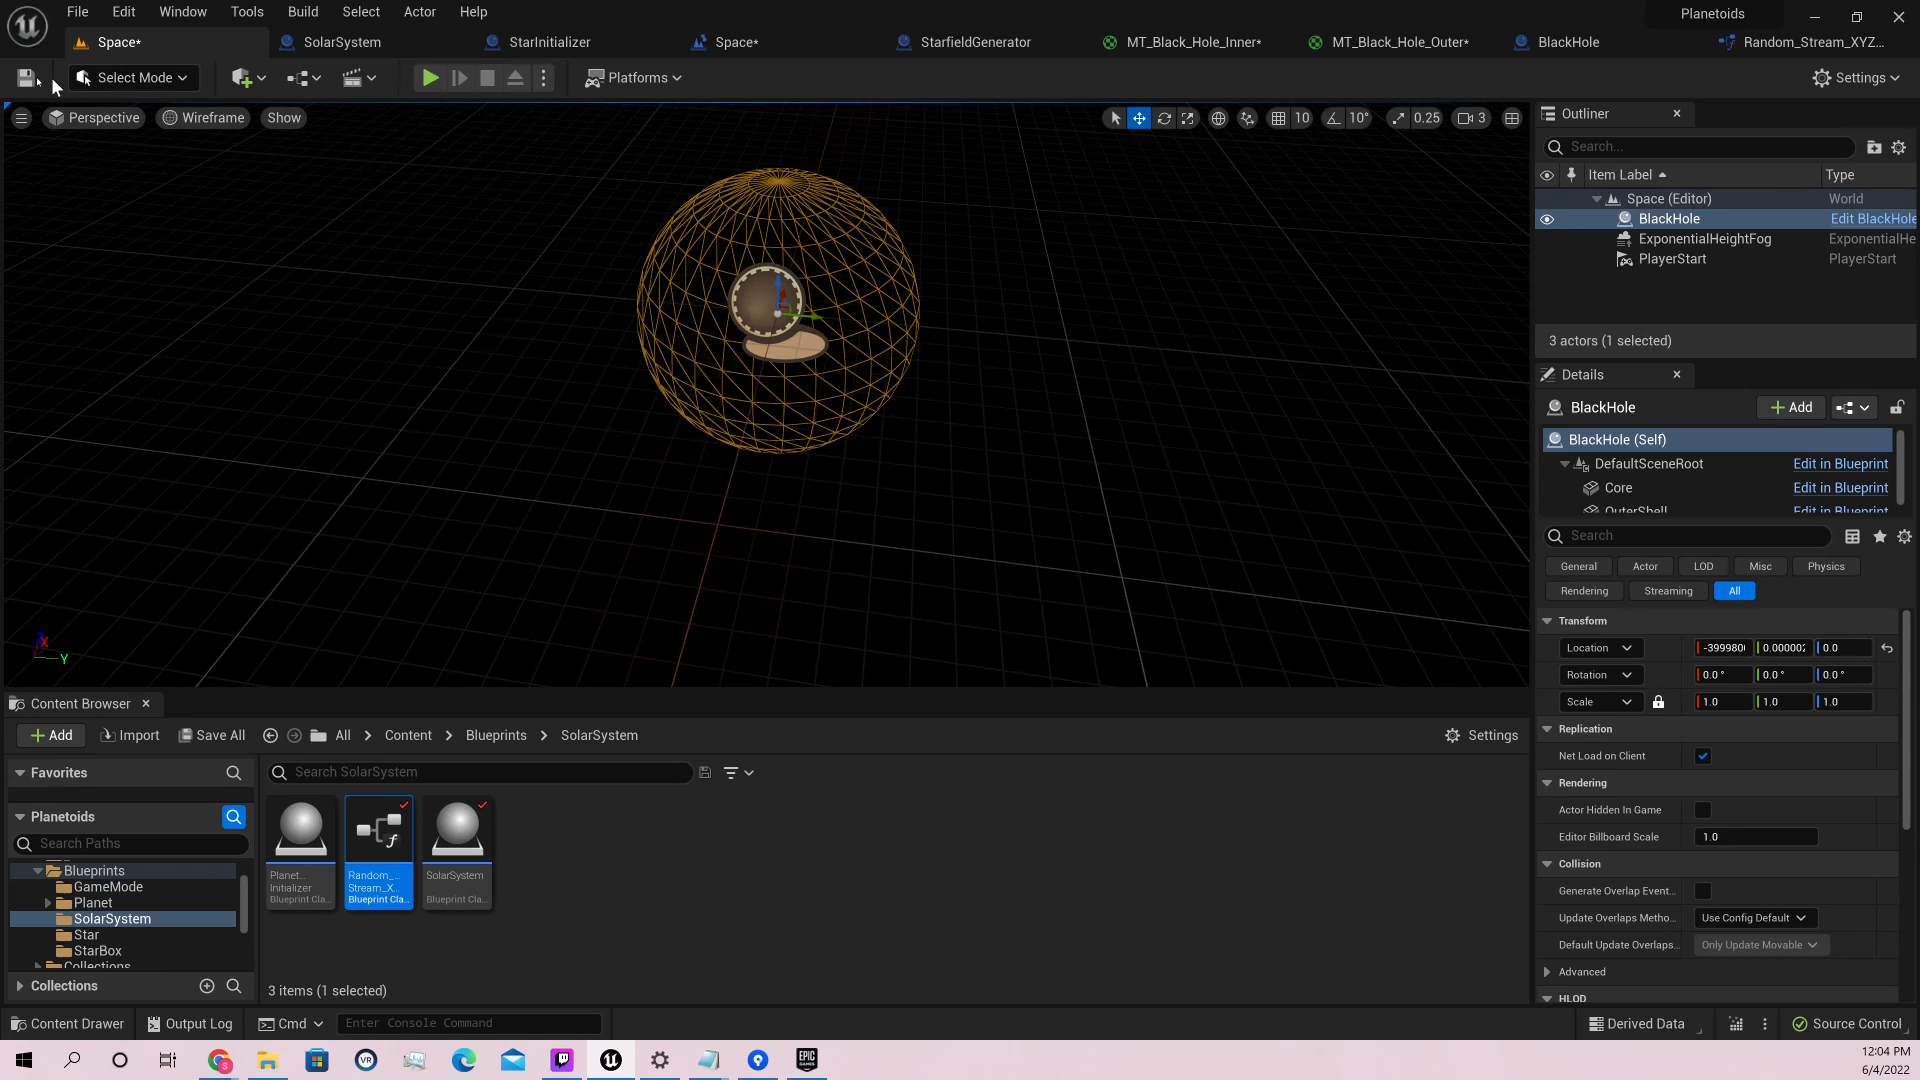 File Edit Window Tools Build Select Actor Help Planetoids
Space* SolarSystem StarInitializer Space* StarfieldGenerator MT_Black_Hole_Inner* MT_Black_Hole_Outer* BlackHole Random_Stream_XYZ...
Select Mode Platforms Settings
Perspective Wireframe Show 10 10° 0.25 3
Outliner
Search...
Item Label Type
Space (Editor) World
BlackHole Edit BlackHole
ExponentialHeightFog ExponentialHe
PlayerStart PlayerStart
3 actors (1 selected)
Details
BlackHole Add
BlackHole (Self)
DefaultSceneRoot Edit in Blueprint
Core Edit in Blueprint
OuterShell Edit in Blueprint
Search
General Actor LOD Misc Physics
Rendering Streaming All
Transform
Location 0.0
Rotation 0.0° 0.0° 0.0°
Scale 1.0 1.0 1.0
Replication
Net Load on Client
Rendering
Actor Hidden In Game
Editor Billboard Scale 1.0
Collision
Generate Overlap Event...
Update Overlaps Metho... Use Config Default
Default Update Overlaps... Only Update Movable
Advanced
HLOD
X
Y
Content Browser
Add Import Save All All Content Blueprints SolarSystem Settings
Favorites
Search SolarSystem
Planetoids
Search Paths
Blueprints
GameMode
Planet
SolarSystem
Star
StarBox
Collections
Collections
Planet...
Initializer
Blueprint Cla...
Random_...
Stream_X...
Blueprint Cla...
SolarSystem
Blueprint Cla...
3 items (1 selected)
Content Drawer Output Log Cmd Enter Console Command Derived Data Source Control
VR
EPIC
GAMES
12:04 PM
6/4/2022